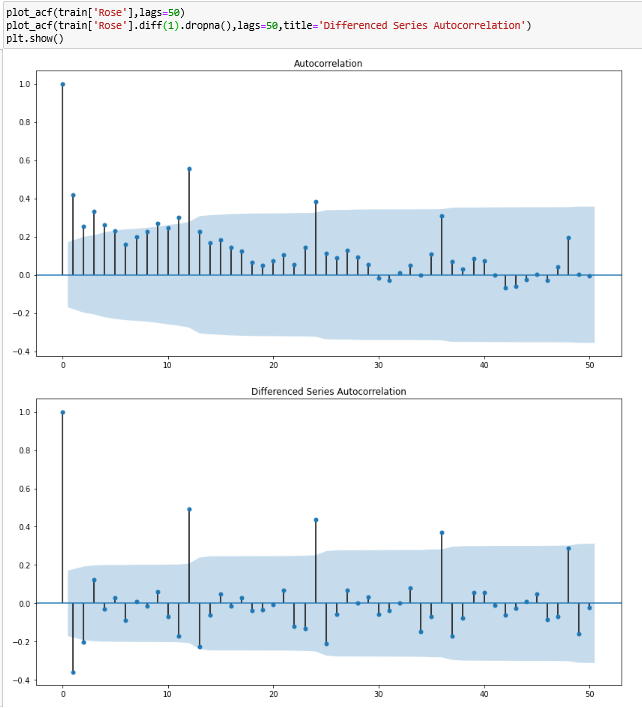 plot_acf(train['Rose'],lags=50)
plot_acf(train['Rose'].diff(1).dropna(),lags=50,title='Differenced Series Autocorrelation')
plt.show()
Autocorrelation
1.0
0.8
0.6
0.4
0.2
0.0
−0.2
−0.4
0 10 20 30 40 50
Differenced Series Autocorrelation
1.0
0.8
0.6
0.4
0.2
0.0
−0.2
−0.4
0 10 20 30 40 50